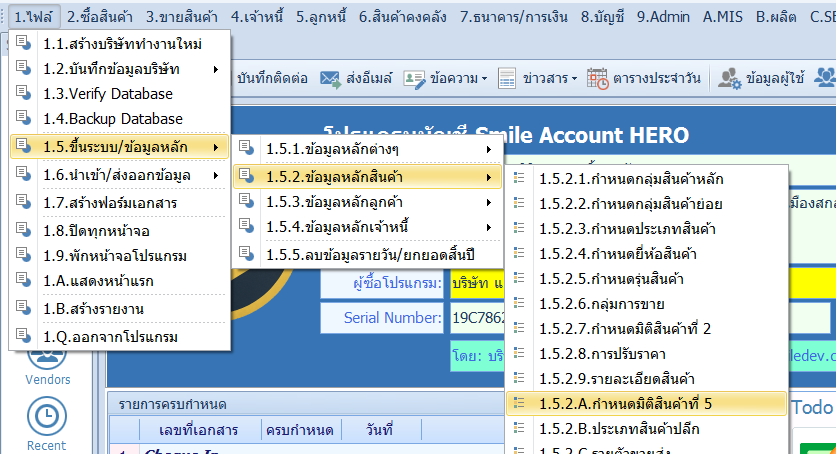 1.ไฟล์ 2.ซื้อสินค้า 3.ขายสินค้า 4.เจ้าหนี้ 5.ลูกหนี้ 6.สินค้าคงคลัง 7.ธนาคาร/การเงิน 8.บัญชี 9.Admin A.MIS B.ผลิต
1.1.สร้างบริษัททำงานใหม่
1.2.บันทึกข้อมูลบริษัท
1.3.Verify Database
1.4.Backup Database
1.5.ขึ้นระบบ/ข้อมูลหลัก
1.6.นำเข้า/ส่งออกข้อมูล
1.7.สร้างฟอร์มเอกสาร
1.8.ปิดทุกหน้าจอ
1.9.พักหน้าจอโปรแกรม
1.A.แสดงหน้าแรก
1.B.สร้างรายงาน
1.Q.ออกจากโปรแกรม
บันทึกติดต่อ ส่งอีเมล์ ข้อความ ข่าวสาร ตารางประจำวัน ข้อมูลผู้ใช้
โปรแกรมบัญชี Smile Account HERO
1.5.1.ข้อมูลหลักต่างๆ
1.5.2.ข้อมูลหลักสินค้า
1.5.3.ข้อมูลหลักลูกค้า
1.5.4.ข้อมูลหลักเจ้าหนี้
1.5.5.ลบข้อมูลรายวัน/ยกยอดสิ้นปี
1.5.2.1.กำหนดกลุ่มสินค้าหลัก
1.5.2.2.กำหนดกลุ่มสินค้าย่อย
1.5.2.3.กำหนดประเภทสินค้า
1.5.2.4.กำหนดยี่ห้อสินค้า
1.5.2.5.กำหนดรุ่นสินค้า
1.5.2.6.กลุ่มการขาย
1.5.2.7.กำหนดมิติสินค้าที่ 2
1.5.2.8.การปรับราคา
1.5.2.9.รายละเอียดสินค้า
1.5.2.A.กำหนดมิติสินค้าที่ 5
1.5.2.B.ประเภทสินค้าปลีก
ผู้ซื้อโปรแกรม: บริษัท
Serial Number: 19C786
โดย:
Vendors
Recent
รายการครบกำหนด
เลขที่เอกสาร ครบกำหนด วันที่
Todo